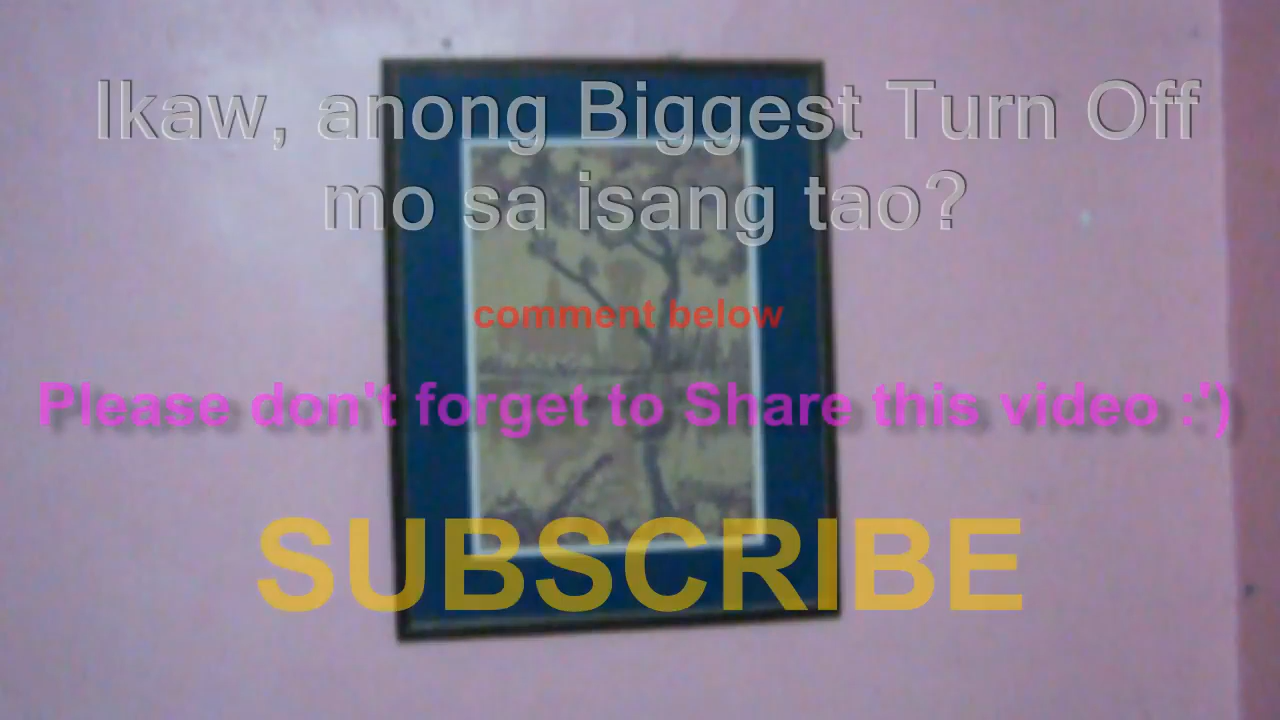 Ikaw, anong Biggest Turn Off
mo sa isang tao?
comment below
Please don't forget to Share this video :')
SUBSCRIBE